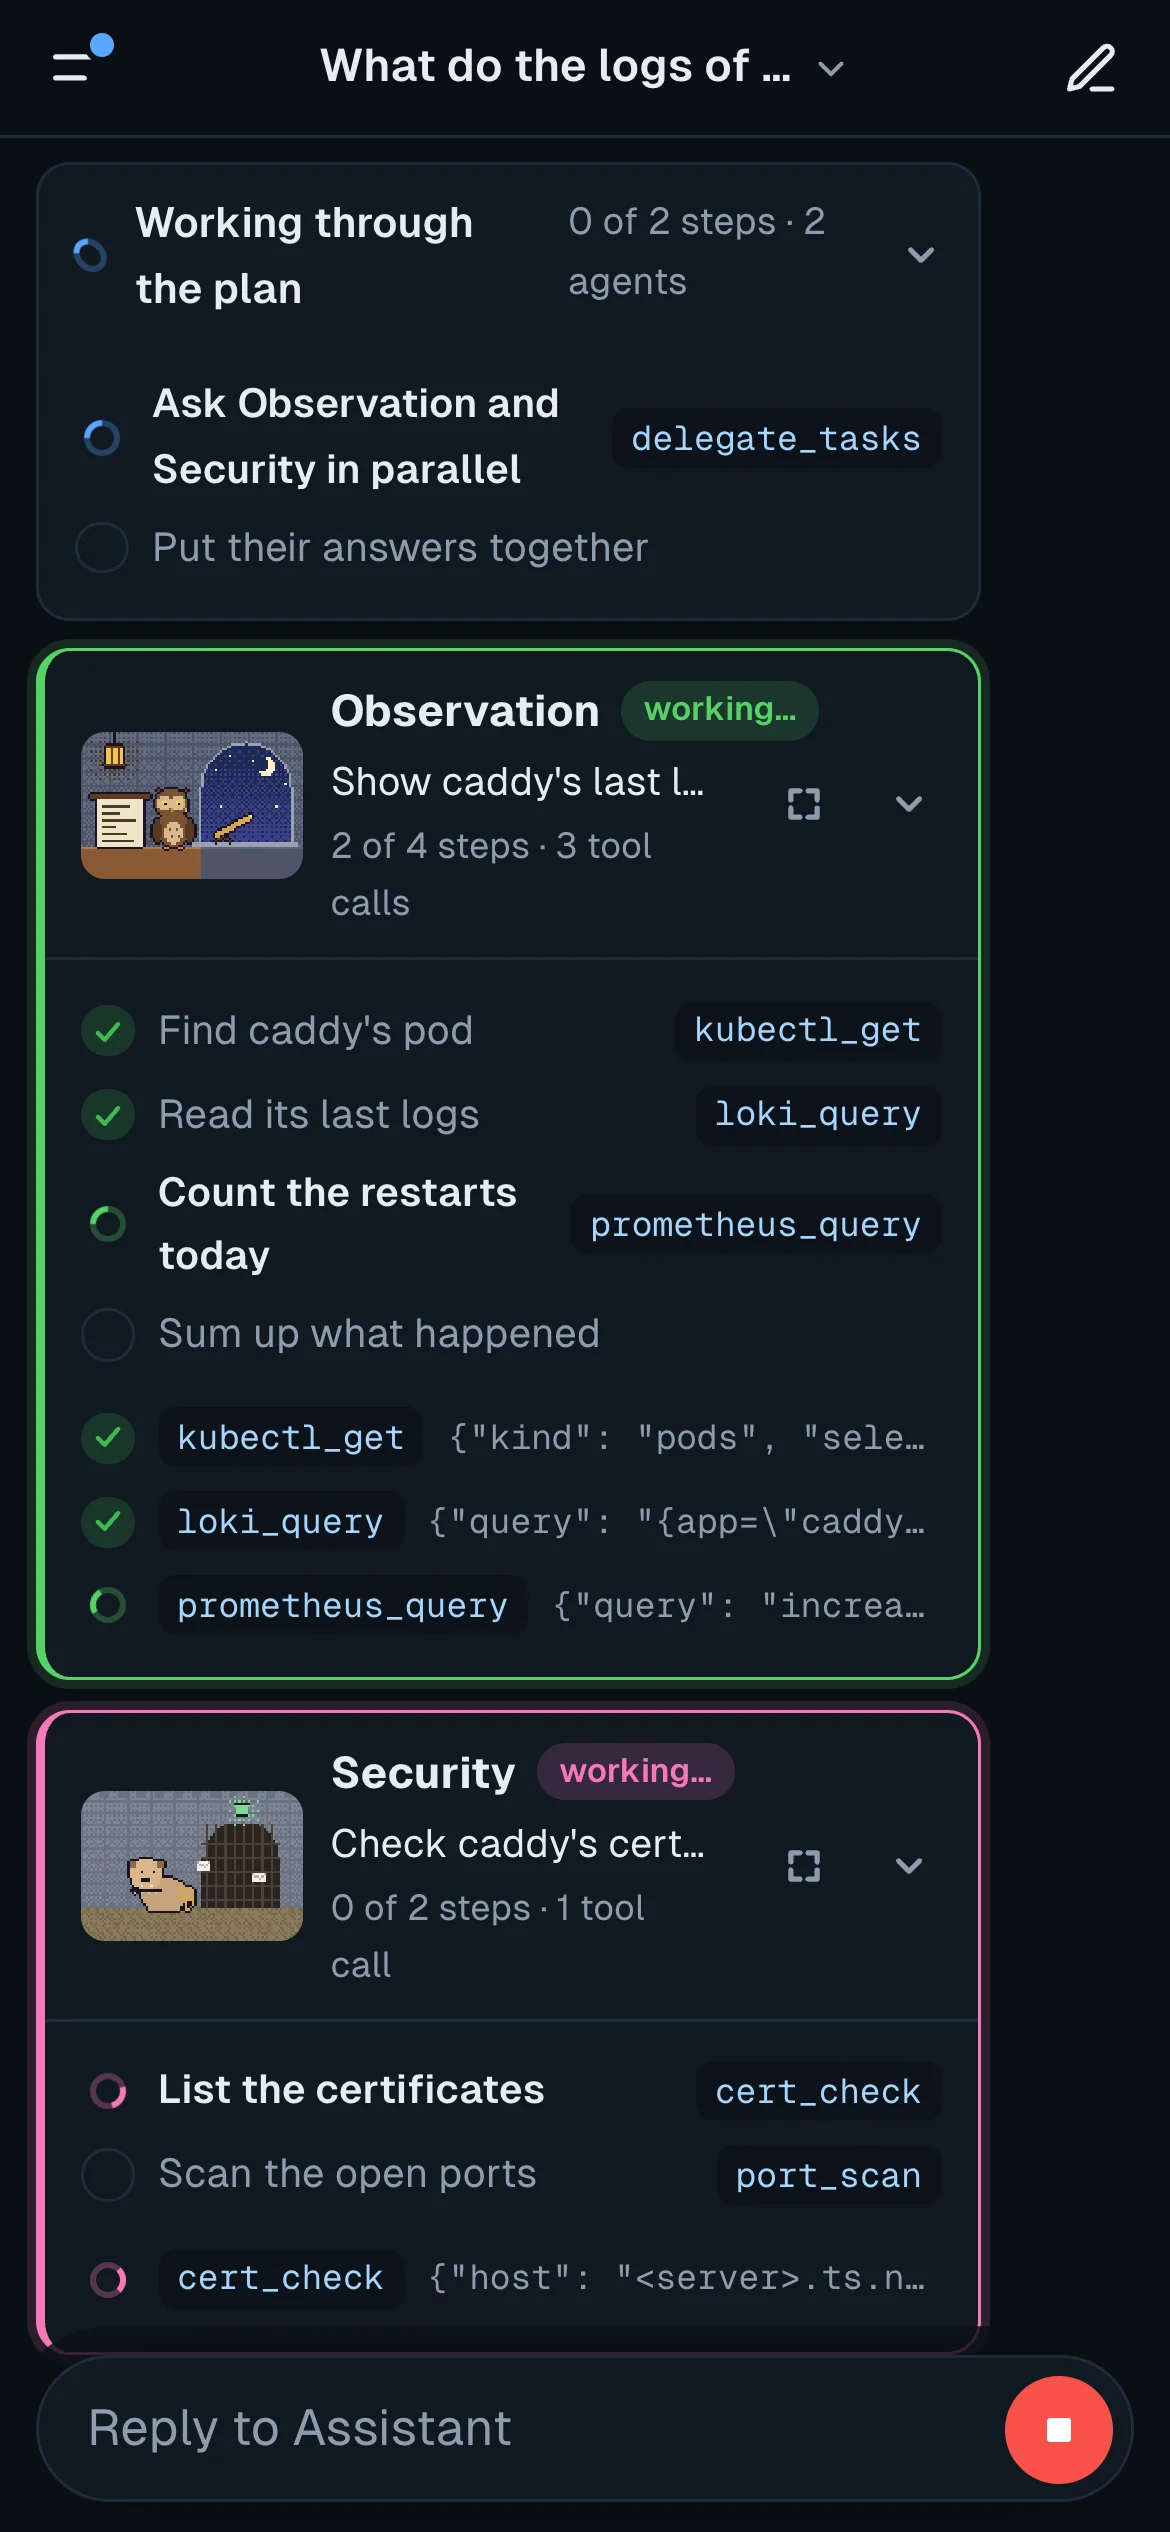 What do the logs of ...
Working through
the plan
0 of 2 steps · 2
agents
Ask Observation and
Security in parallel
delegate_tasks
Put their answers together
Observation
working...
Show caddy's last l...
2 of 4 steps · 3 tool
calls
Find caddy's pod
kubectl_get
Read its last logs
loki_query
Count the restarts
today
prometheus_query
Sum up what happened
kubectl_get {"kind": "pods", "sele…
loki_query {"query": "{app=\"caddy…
prometheus_query {"query": "increa…
Security
working...
Check caddy's cert...
0 of 2 steps · 1 tool
call
List the certificates
cert_check
Scan the open ports
port_scan
cert_check {"host": "<server>.ts.n…
Reply to Assistant